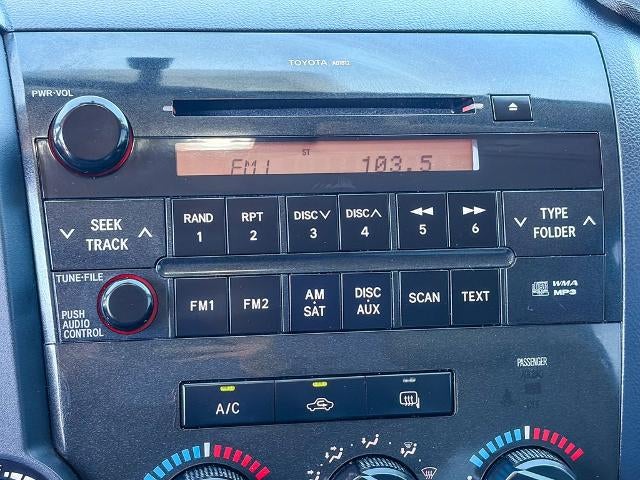 TOYOTA A51812
PWR·VOL
ST
FM1 103.5
SEEK
TRACK
RAND
1
RPT
2
DISC
3
DISC
4
5
6
TYPE
FOLDER
TUNE·FILE
PUSH
AUDIO
CONTROL
FM1
FM2
AM
SAT
DISC
AUX
SCAN
TEXT
WMA
MP3
PASSENGER
A/C